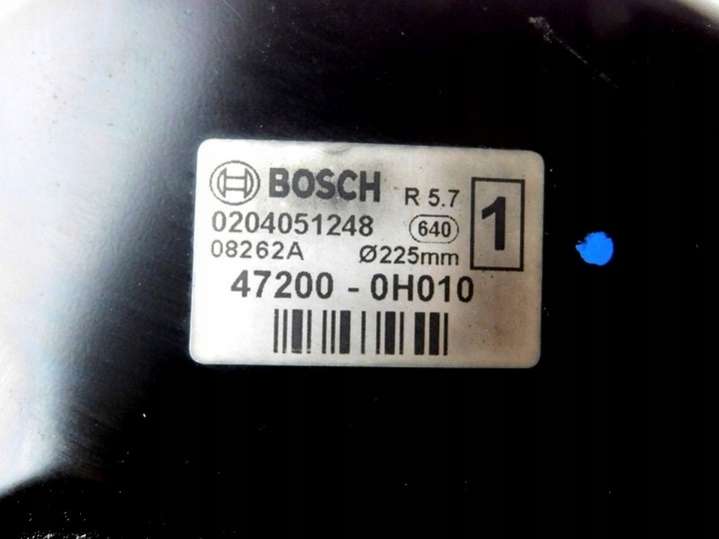 BOSCH R 5.7
0204051248 640 1
08262A Ø225mm
47200 - 0H010